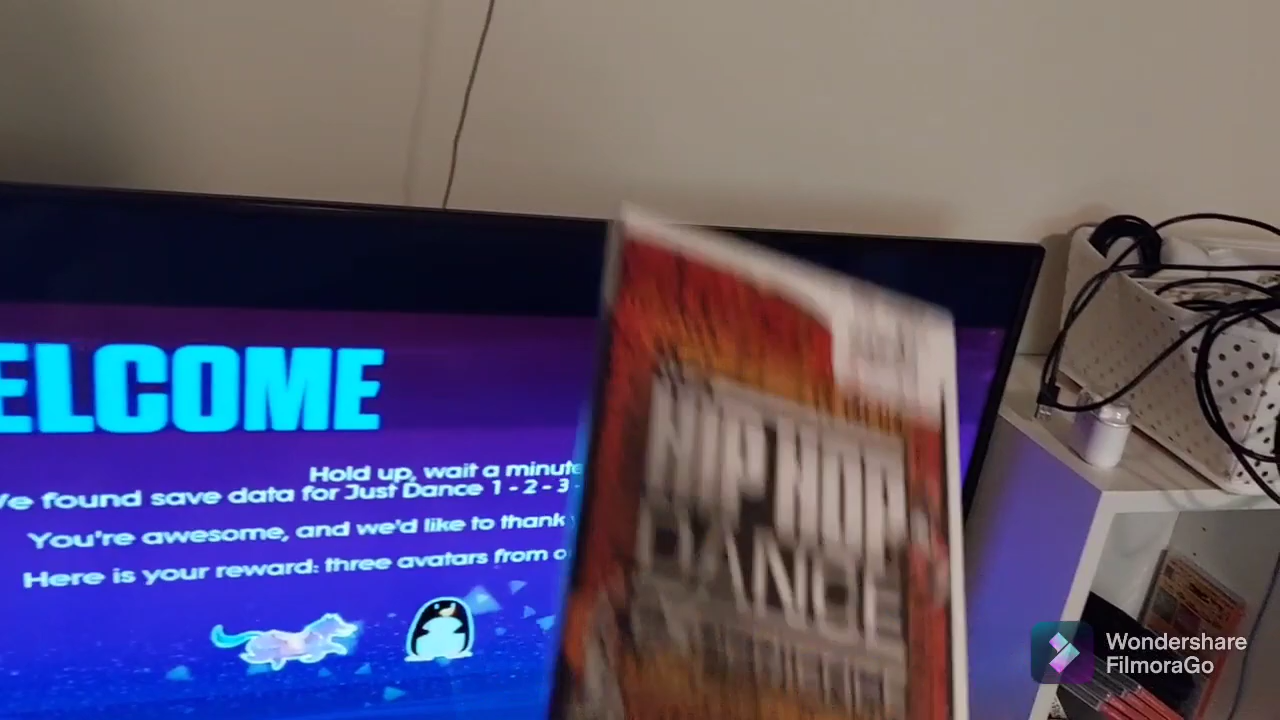 ELCOME
Hold up, wait a minute
We found save data for Just Dance 1 - 2 - 3 -
You're awesome, and we'd like to thank
Here is your reward: three avatars from
HIP HOP
DANCE
Wondershare
FilmoraGo